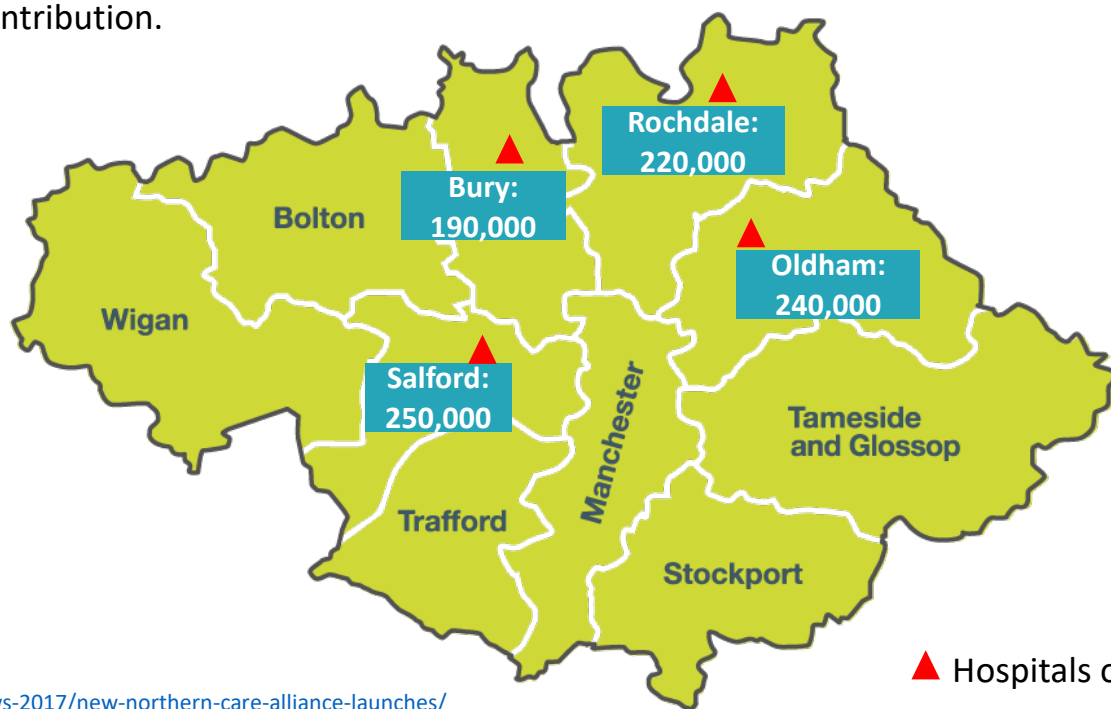 ntribution.
Rochdale:
220,000
Bury:
190,000
Bolton
Oldham:
240,000
Wigan
Salford:
250,000
Manchester
Tameside
and Glossop
Trafford
Stockport
Hospitals
s-2017/new-northern-care-alliance-launches/